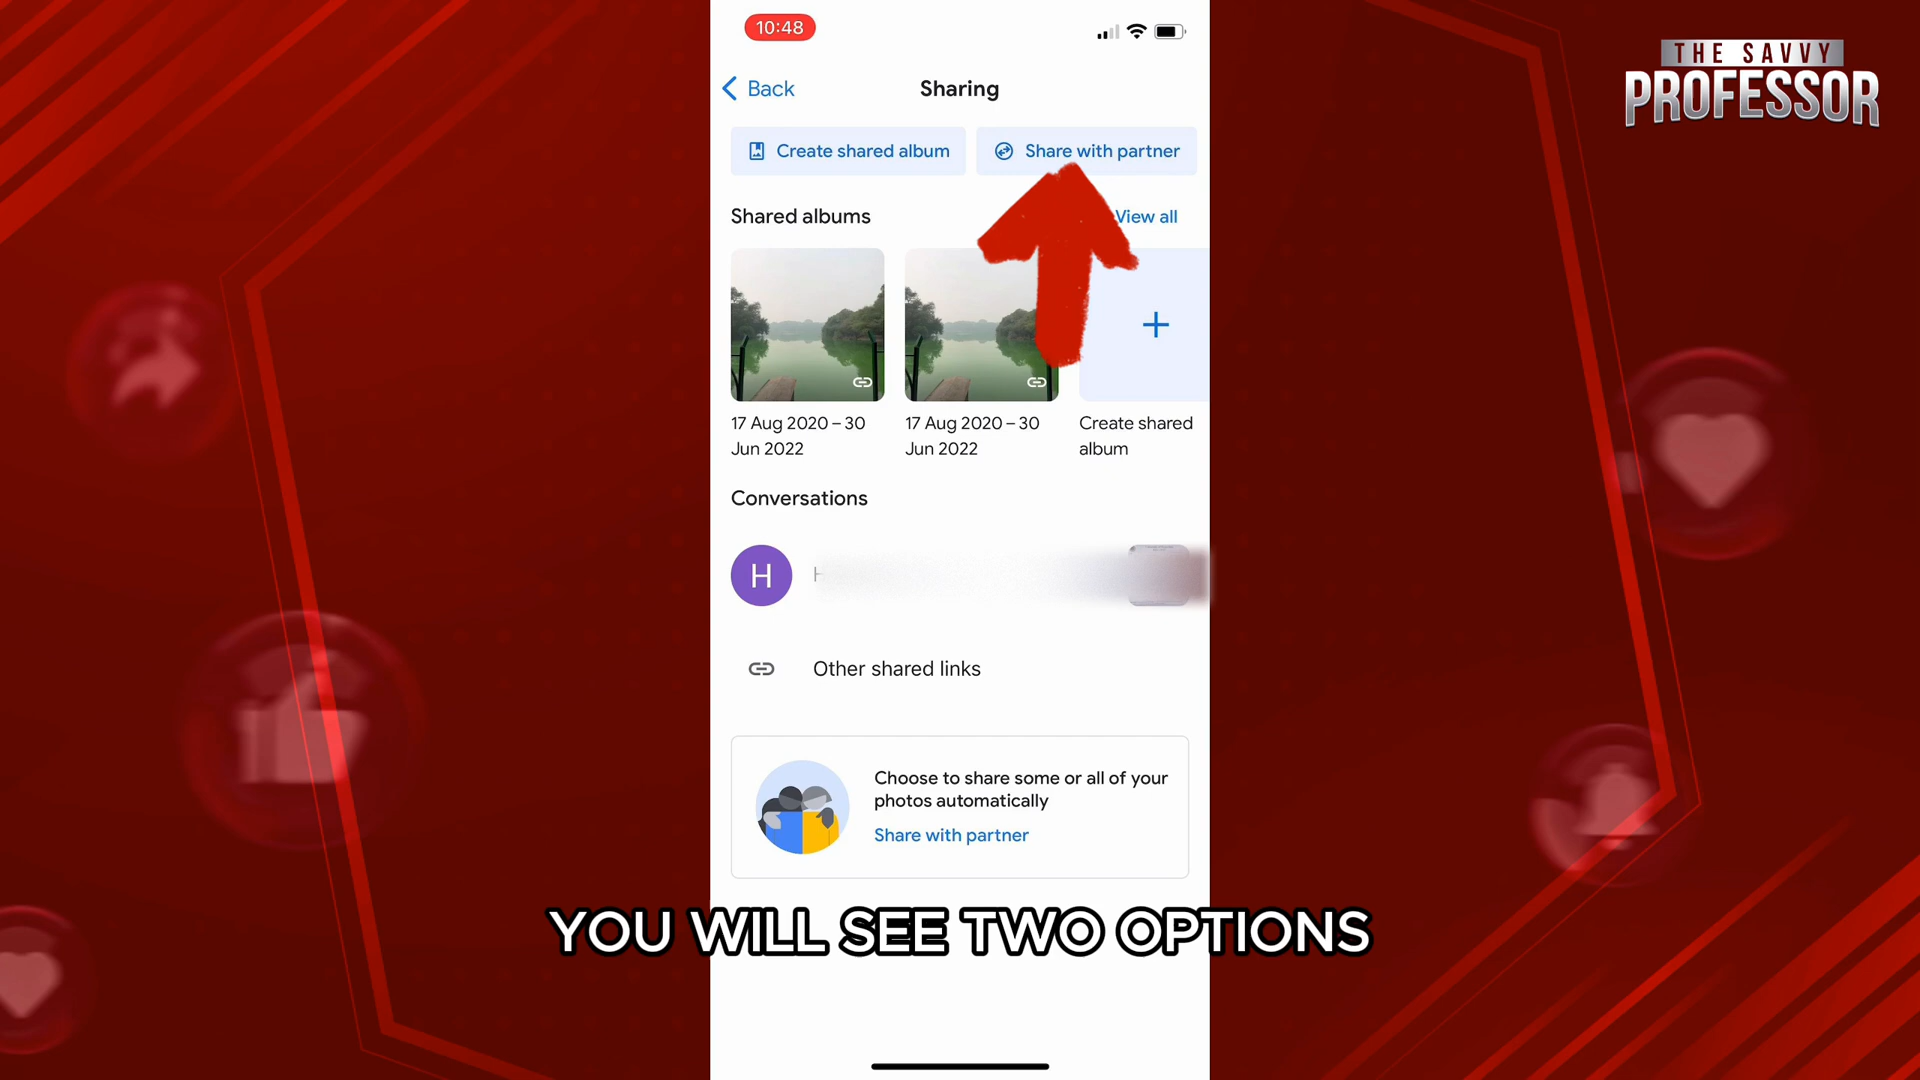 10:48
THE SAVVY
PROFESSOR
Back
Sharing
Create shared album
Share with partner
Shared albums
View all
17 Aug 2020 – 30
Jun 2022
17 Aug 2020 – 30
Jun 2022
Create shared
album
Conversations
H
Other shared links
Choose to share some or all of your
photos automatically
Share with partner
YOU WILL SEE TWO OPTIONS